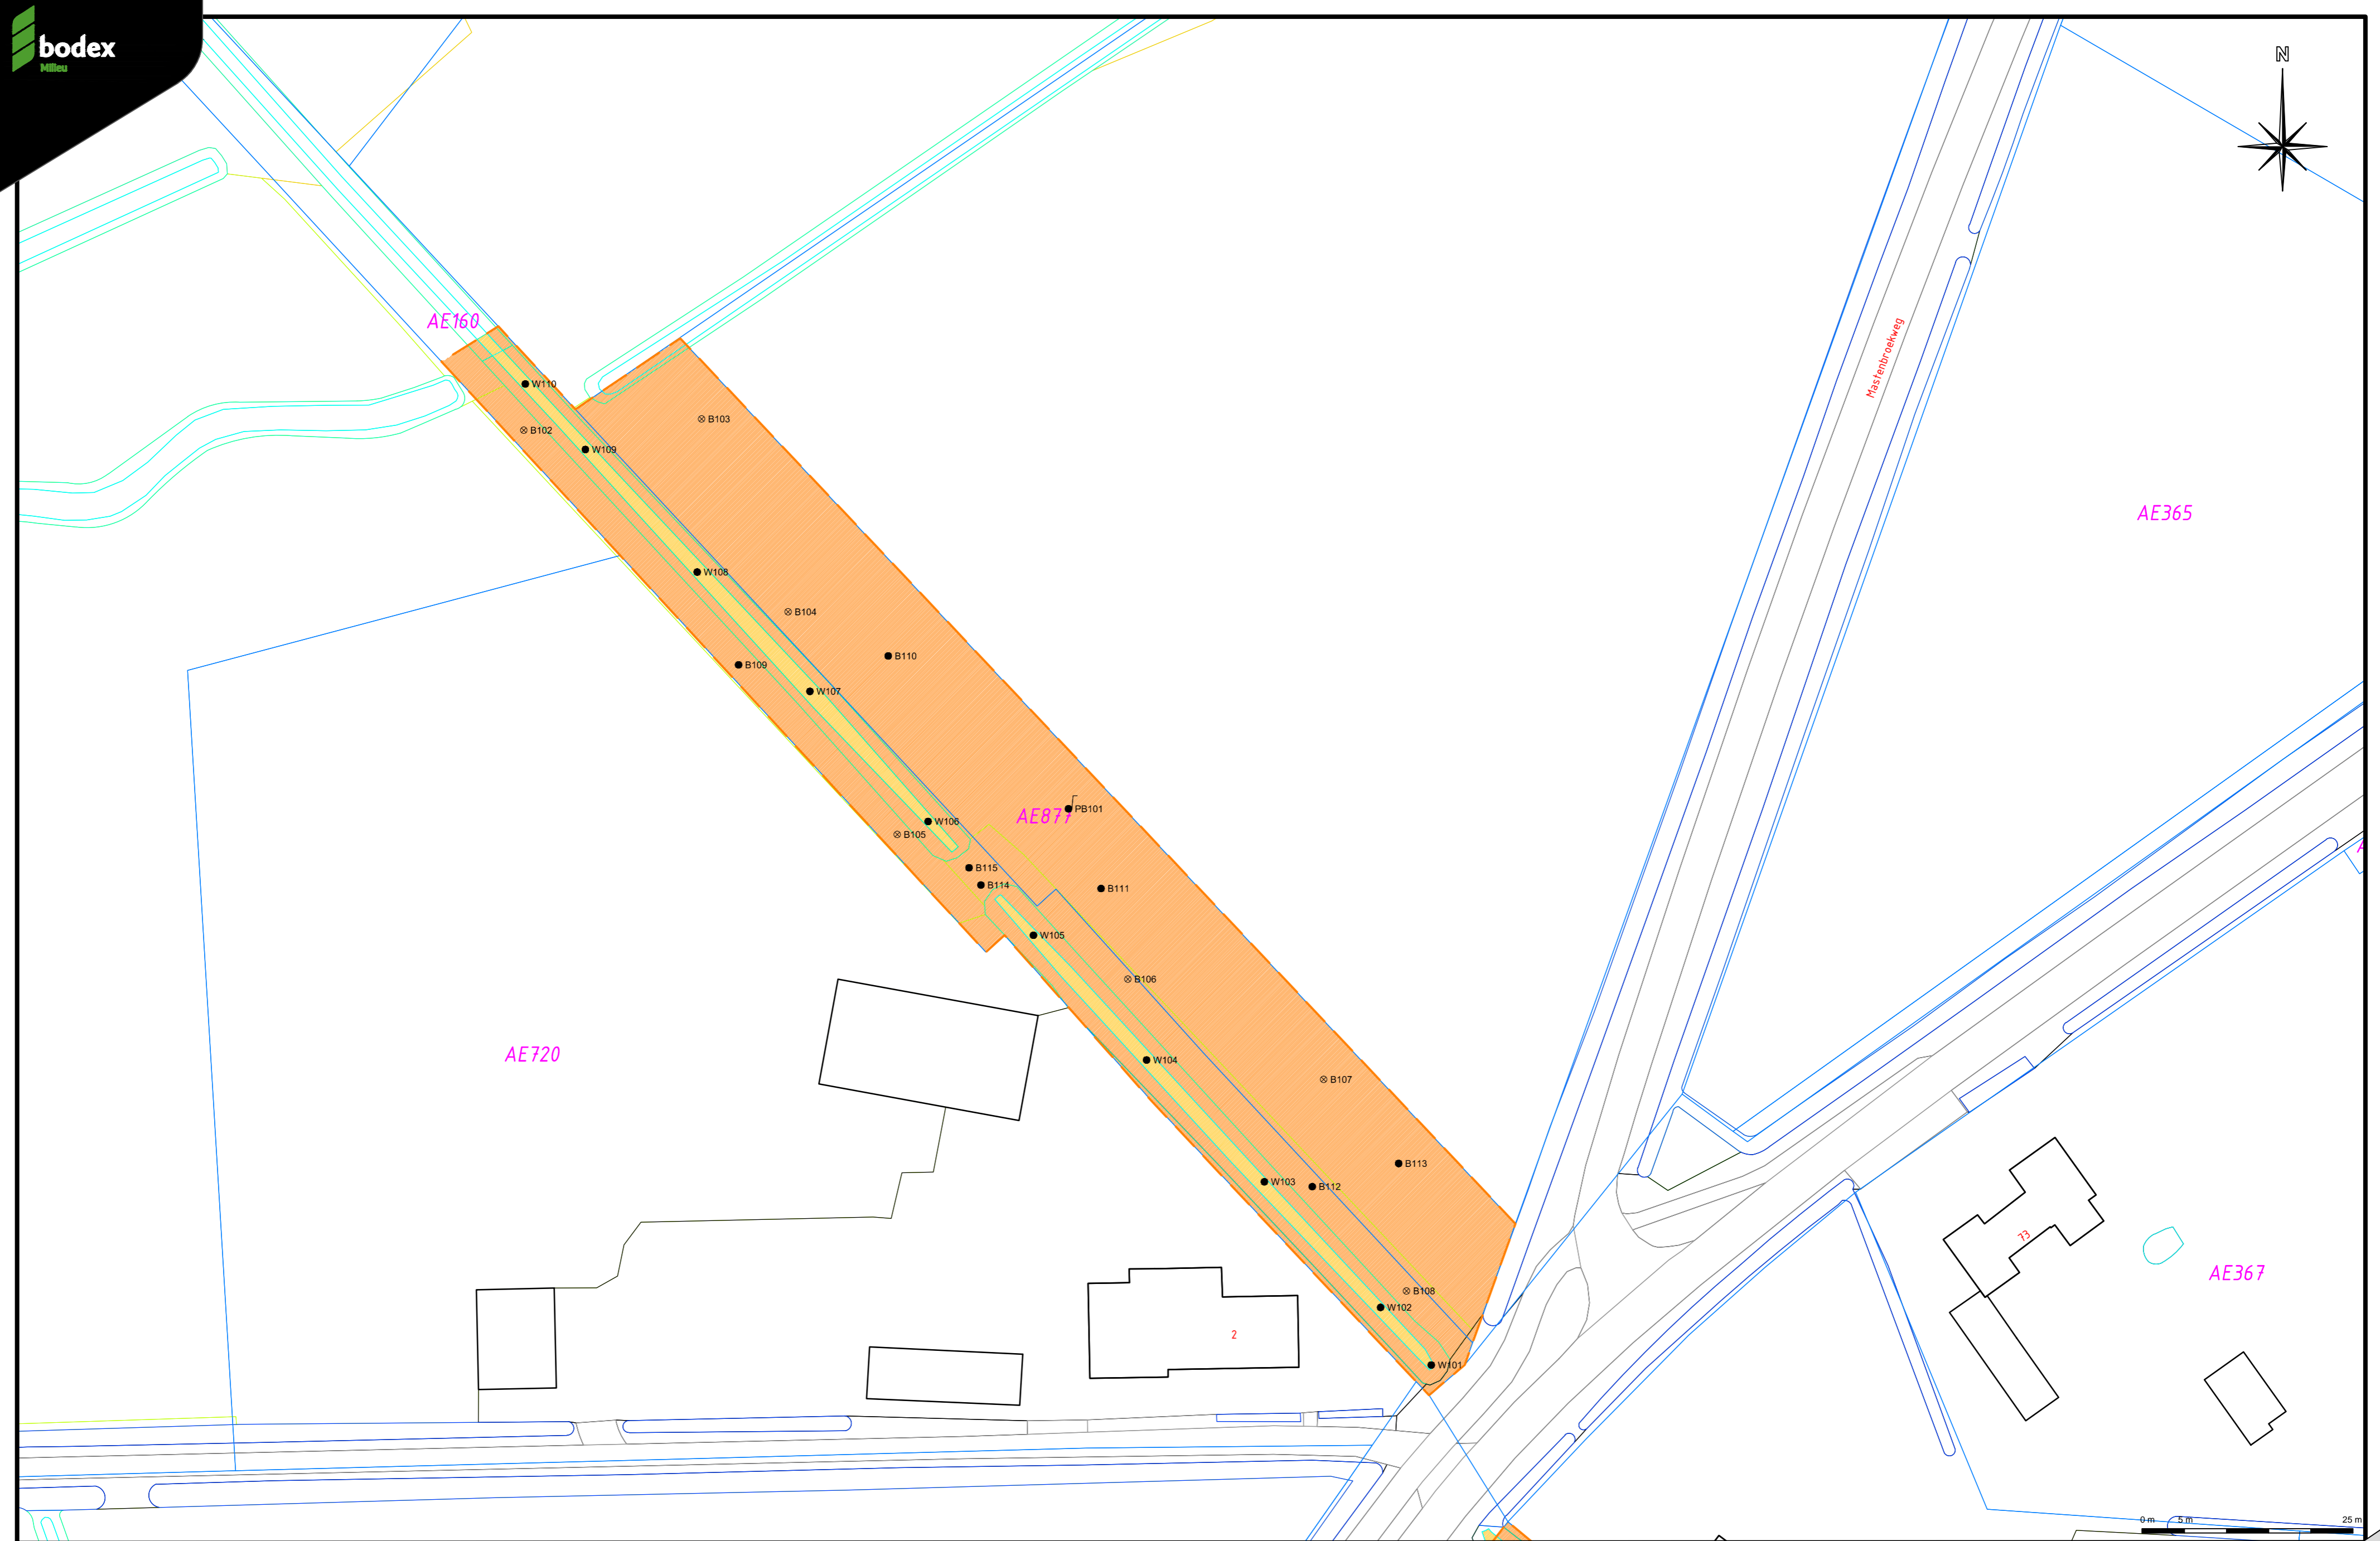 bodex
Milieu
N
AE160
W110
B103
B102
W109
Mastenbroekweg
AE365
W108
B104
B110
B109
W107
PB101
AE877
W106
B105
B115
B114
B111
W105
B106
AE720
W104
B107
B113
W103
B112
73
AE367
B108
W102
2
W101
0 m 5 m 25 m